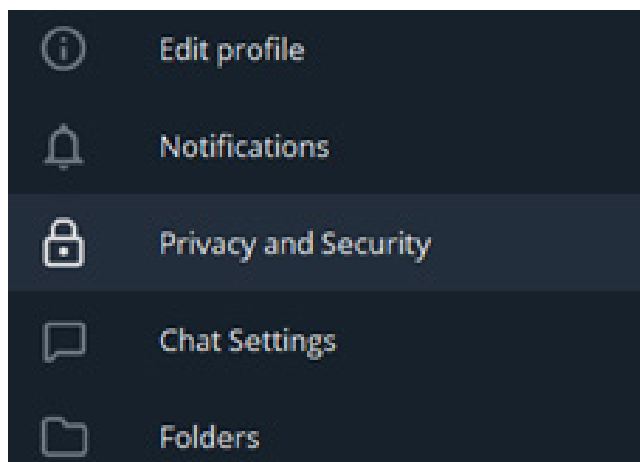 Edit profile
Notifications
Privacy and Security
Chat Settings
Folders